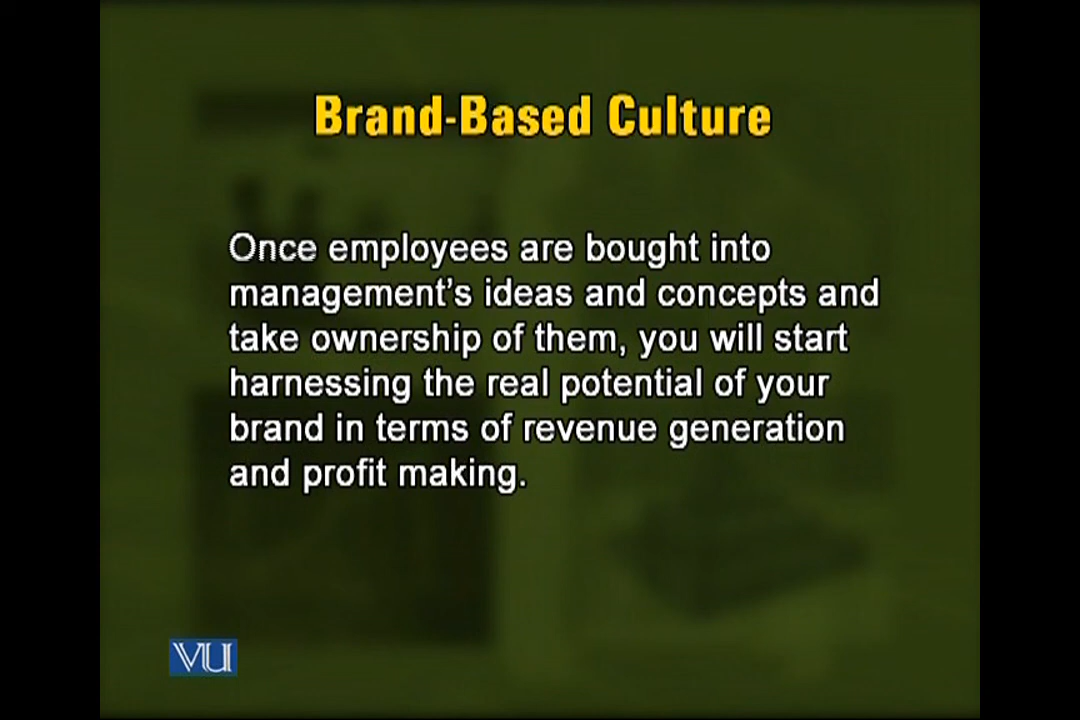 Brand-Based Culture
Once employees are bought into
management's ideas and concepts and
take ownership of them, you will start
harnessing the real potential of your
brand in terms of revenue generation
and profit making.
VU